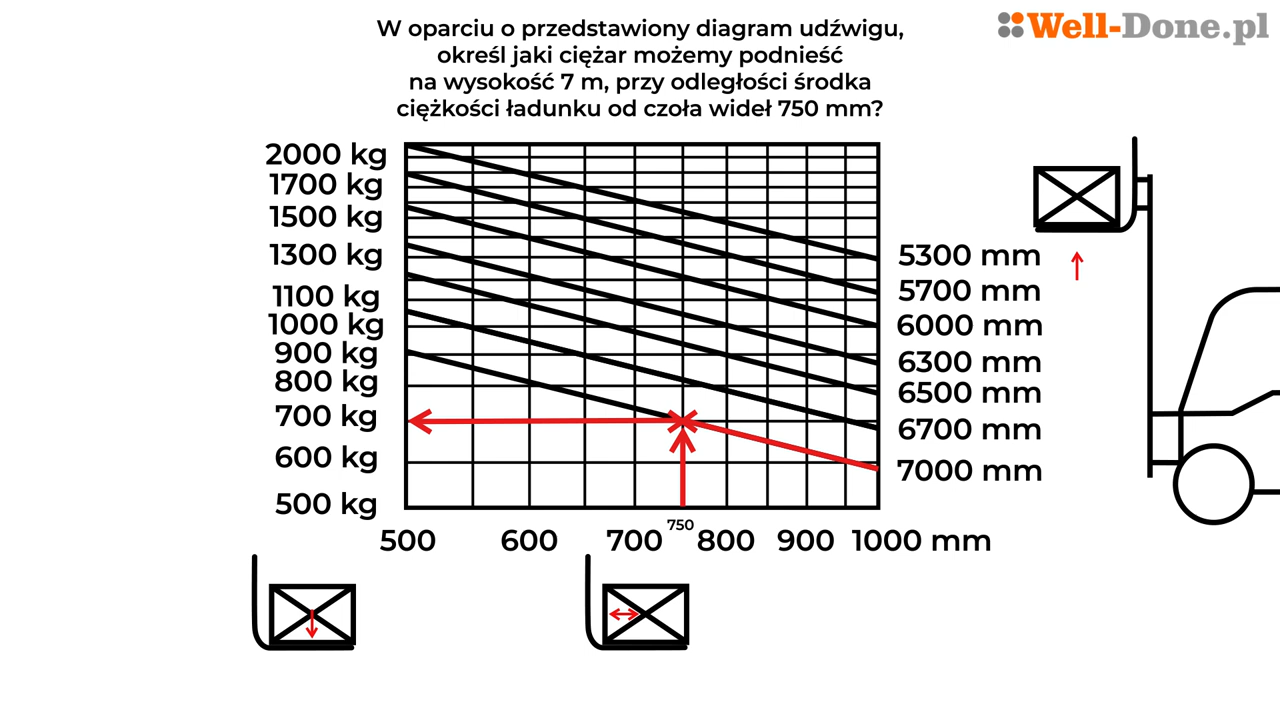 W oparciu o przedstawiony diagram udźwigu,
określ jaki ciężar możemy podnieść
na wysokość 7 m, przy odległości środka
ciężkości ładunku od czoła wideł 750 mm?
Well-Done.pl
2000 kg
1700 kg
1500 kg
1300 kg
1100 kg
1000 kg
900 kg
800 kg
700 kg
600 kg
500 kg
5300 mm
5700 mm
6000 mm
6300 mm
6500 mm
6700 mm
7000 mm
750
500 600 700 800 900 1000 mm